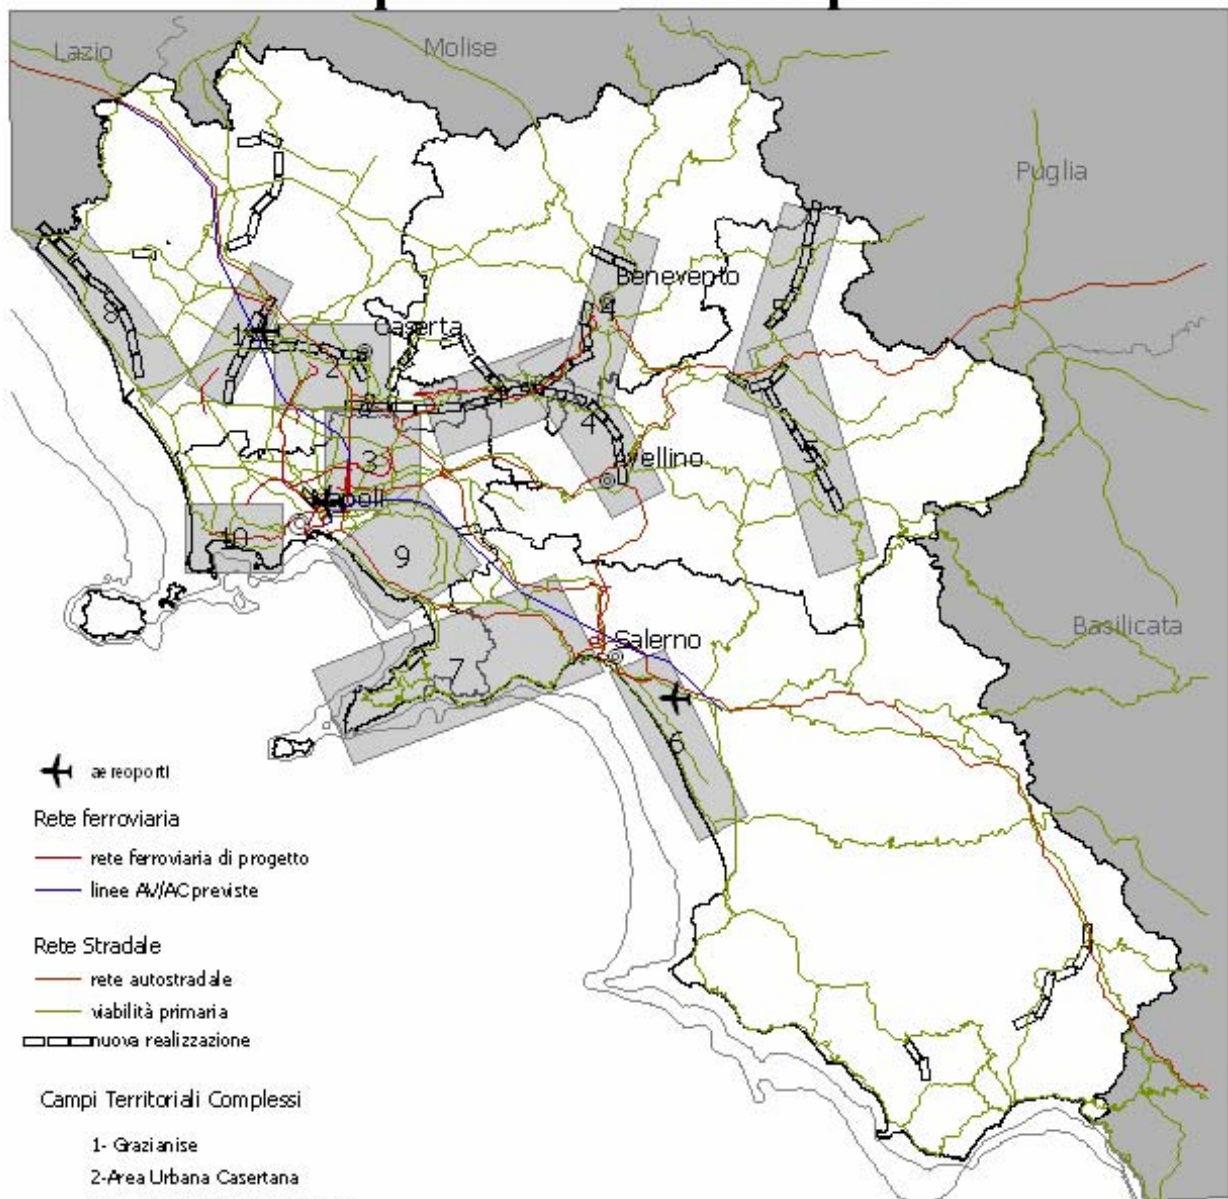 Lazio
Molise
Puglia
Benevento
8
1
2
Caserta
4
5
1
4
5
3
Avellino
Napoli
10
9
Basilicata
Salerno
7
6
aereoporti
Rete ferroviaria
rete ferroviaria di progetto
linee AV/AC previste
Rete Stradale
rete autostradale
viabilità primaria
nuova realizzazione
Campi Territoriali Complessi
1- Grazianise
2-Area Urbana Casertana